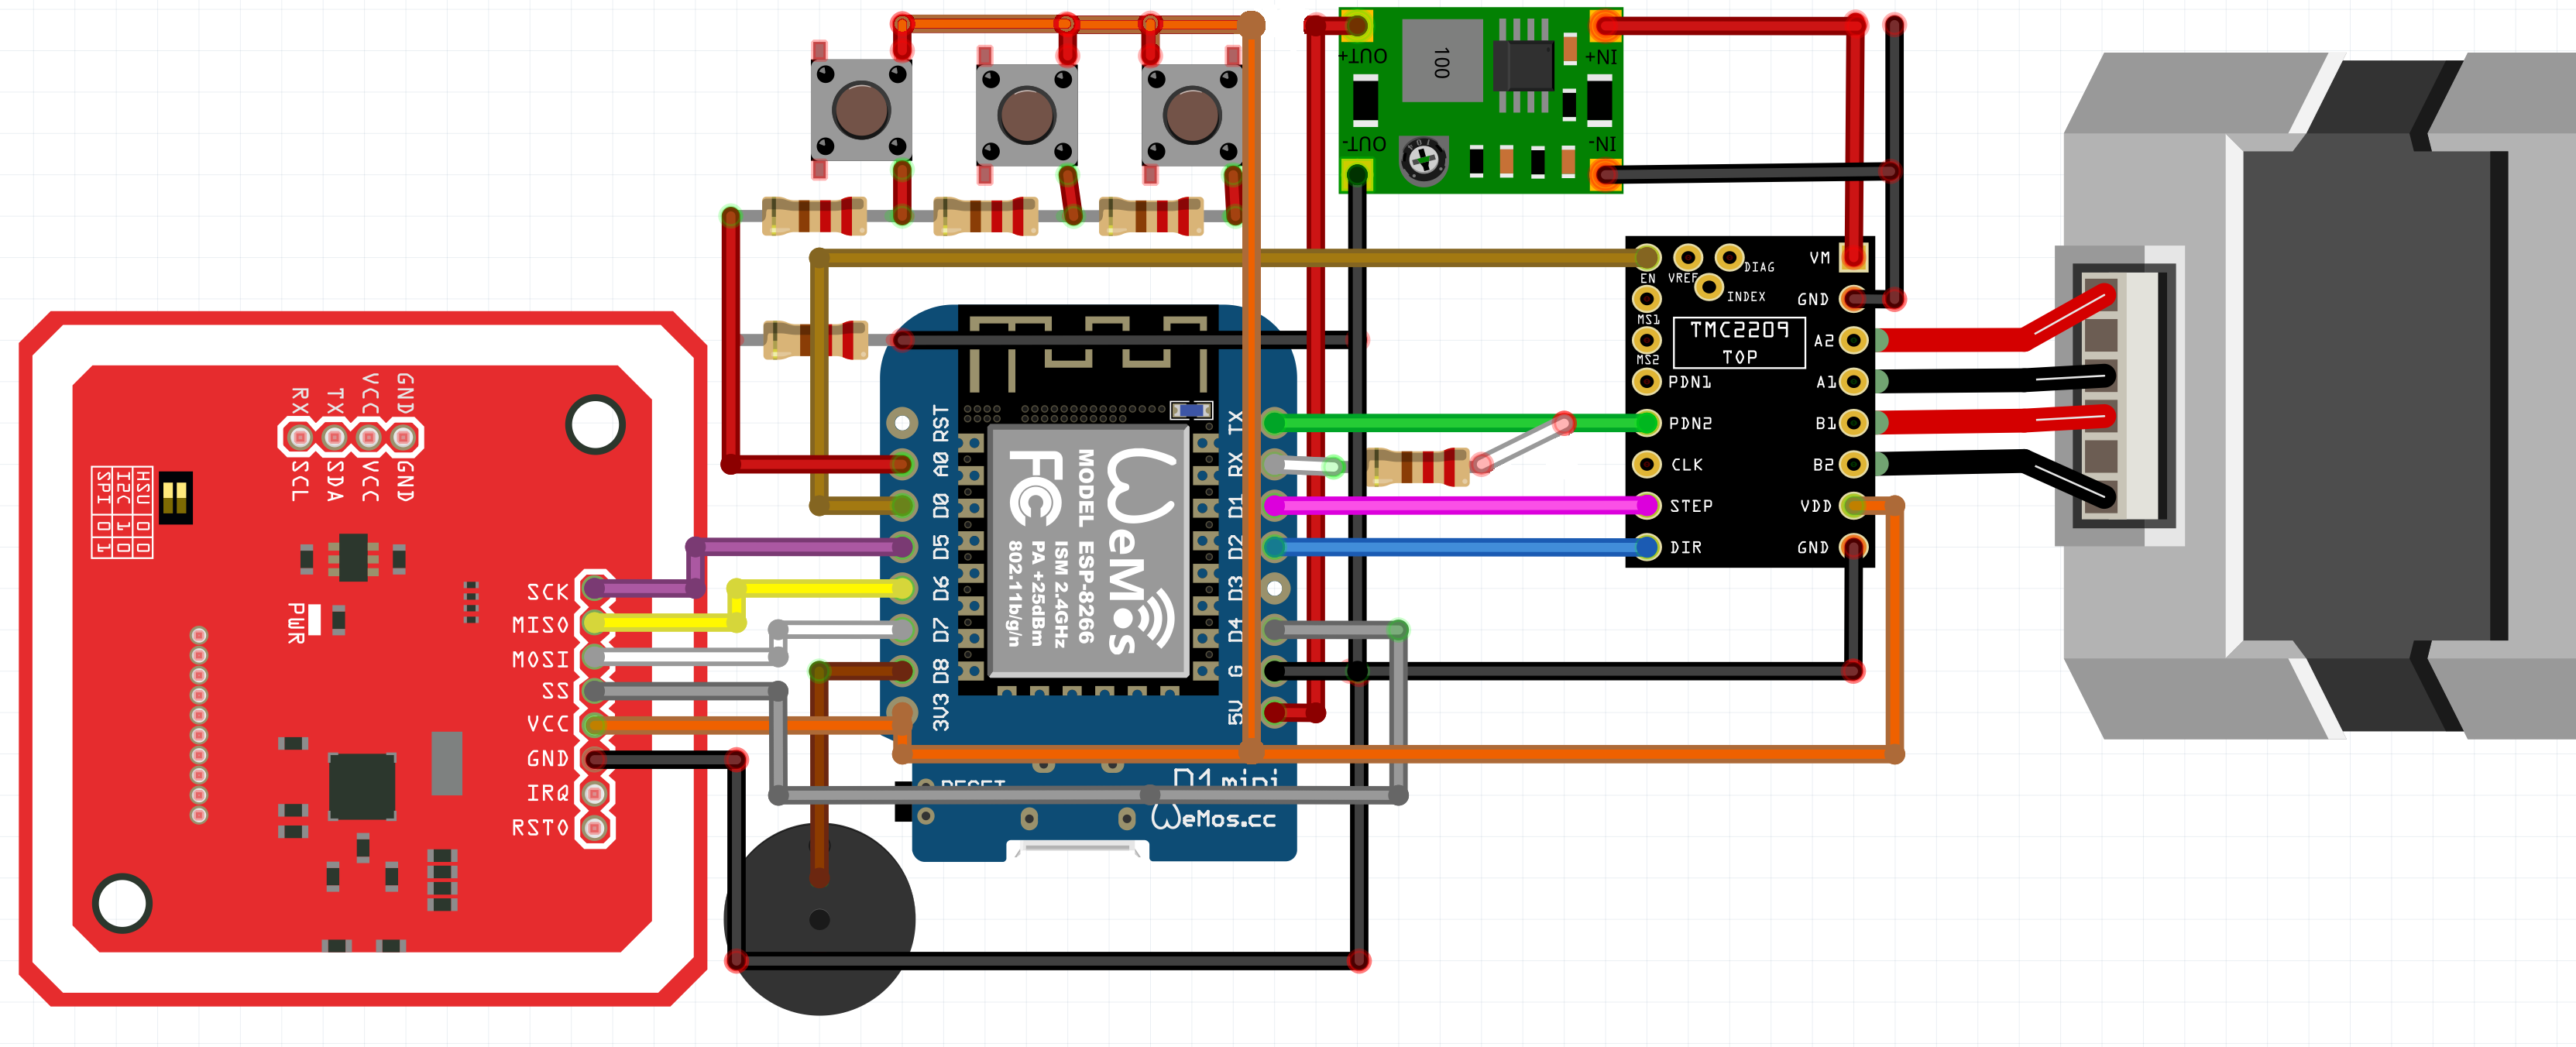 OUT+
100
IN+
OUT-
IN-
EN
VREF
DIAG
VM
INDEX
GND
MS1
TMC2209
TOP
A2
MS2
PDN1
A1
PDN2
B1
CLK
B2
STEP
VDD
DIR
GND
RX
TX
VCC
GND
SCL
SDA
VCC
GND
HSU 0 0
I2C 1 0
SPI 0 1
PWR
SCK
MISO
MOSI
SS
VCC
GND
IRQ
RSTO
RST
A0
D0
D5
D6
D7
D8
3V3
TX
RX
D1
D2
D3
D4
G
5V
WeMos
MODEL ESP-8266
ISM 2.4GHz
PA +25dBm
802.11b/g/n
FC
RESET
D1 mini
WeMos.cc